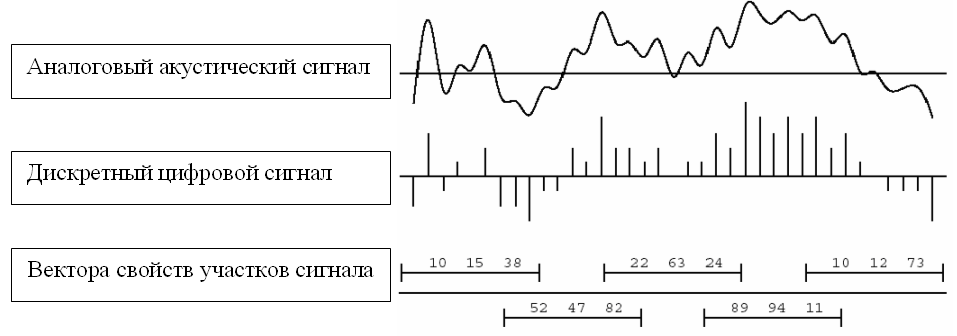 Аналоговый акустический сигнал
Дискретный цифровой сигнал
Вектора свойств участков сигнала
10 15 38
22 63 24
10 12 73
52 47 82
89 94 11